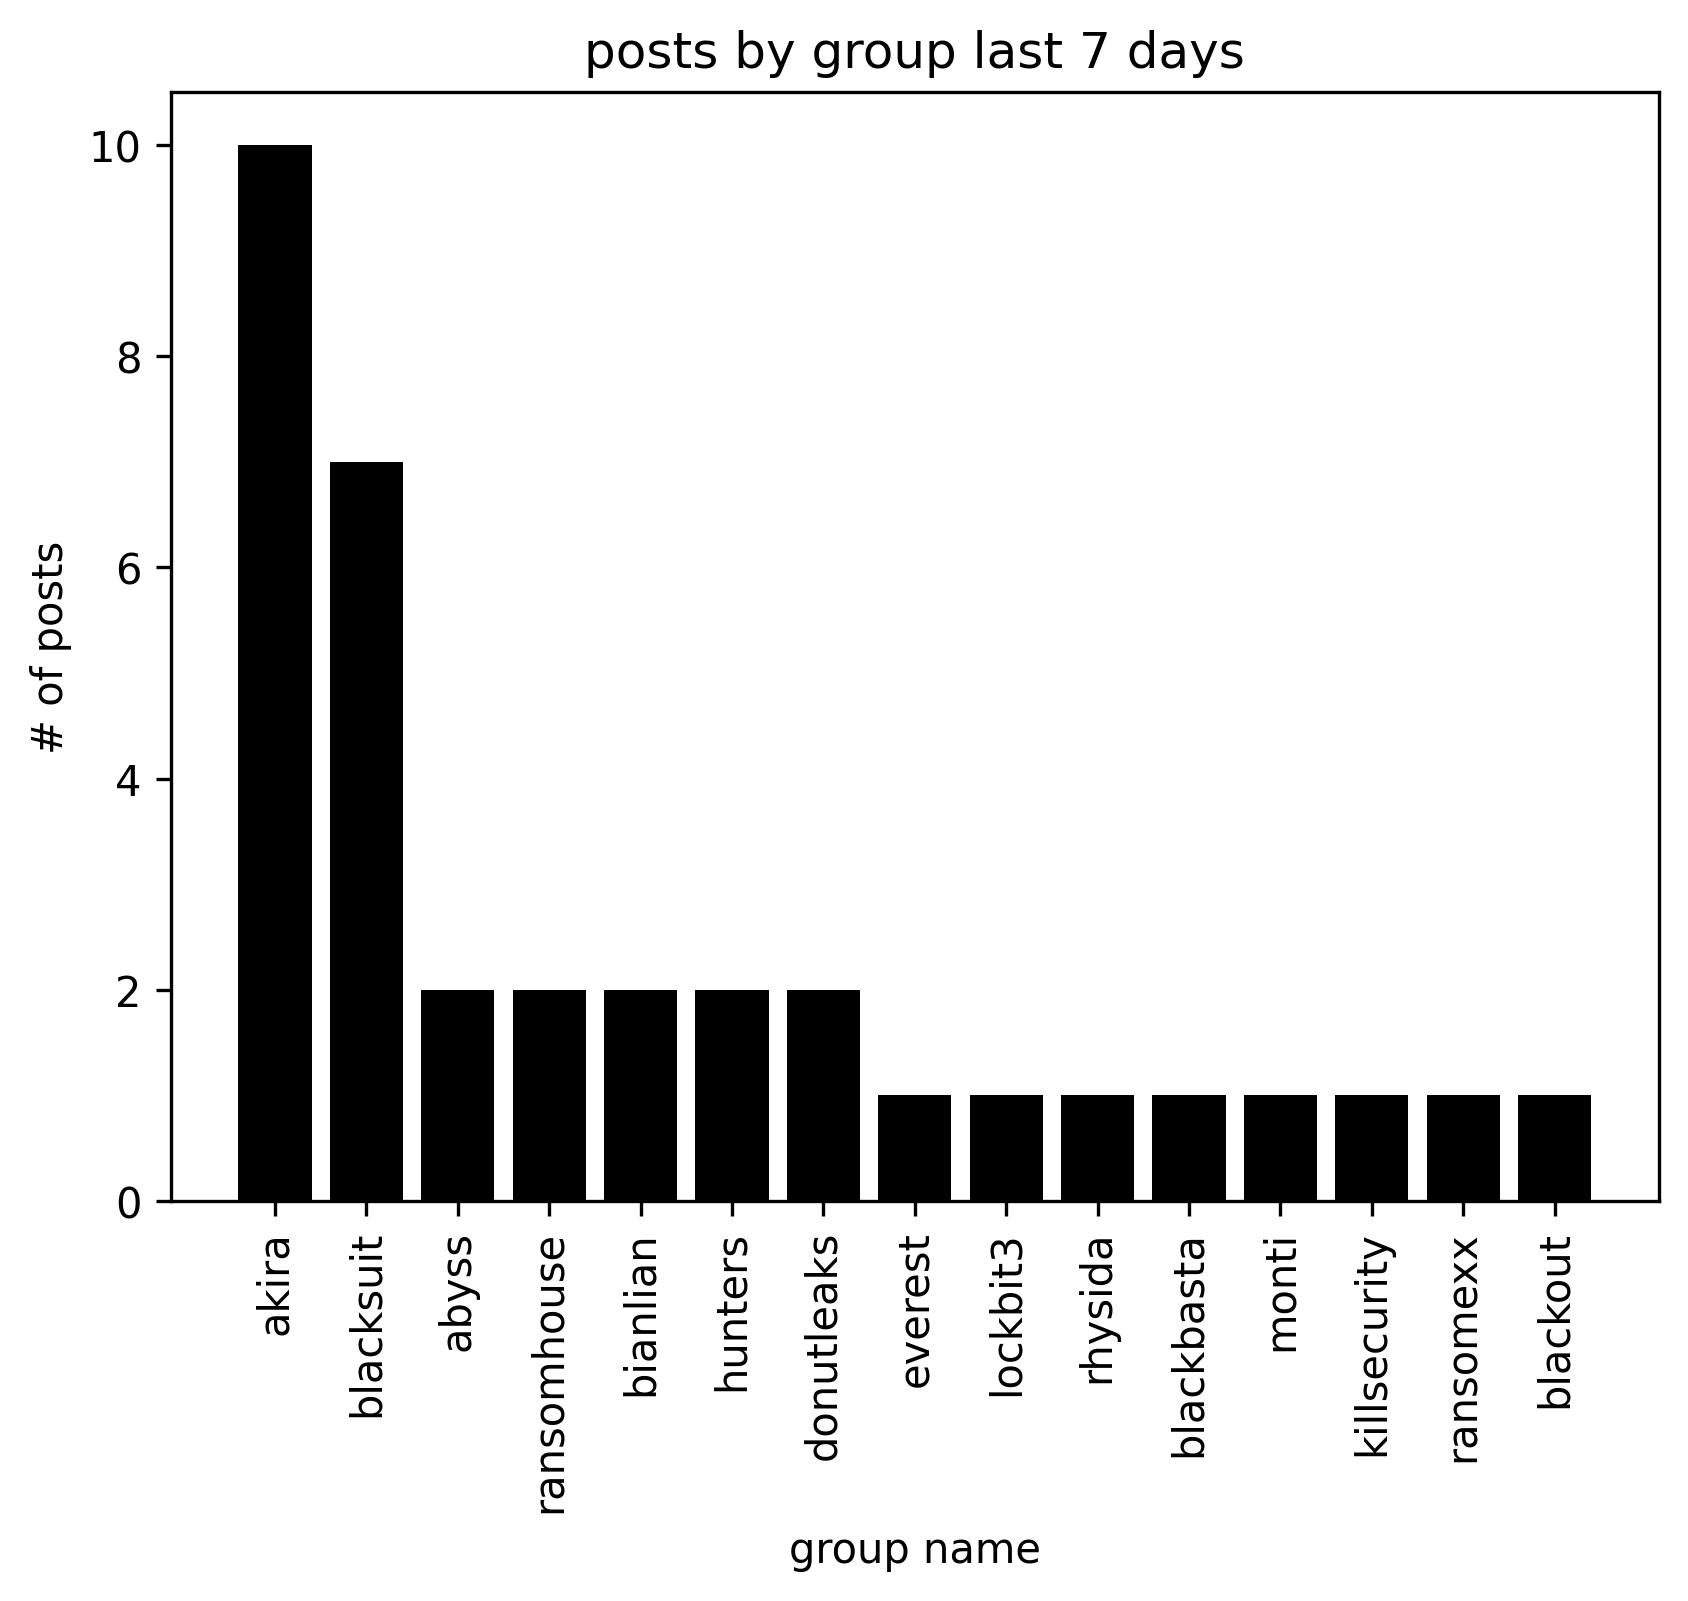 posts by group last 7 days
10
8
6
4
2
0
# of posts
akira
blacksuit
abyss
ransomhouse
bianlian
hunters
donutleaks
everest
lockbit3
rhysida
blackbasta
monti
killsecurity
ransomexx
blackout
group name